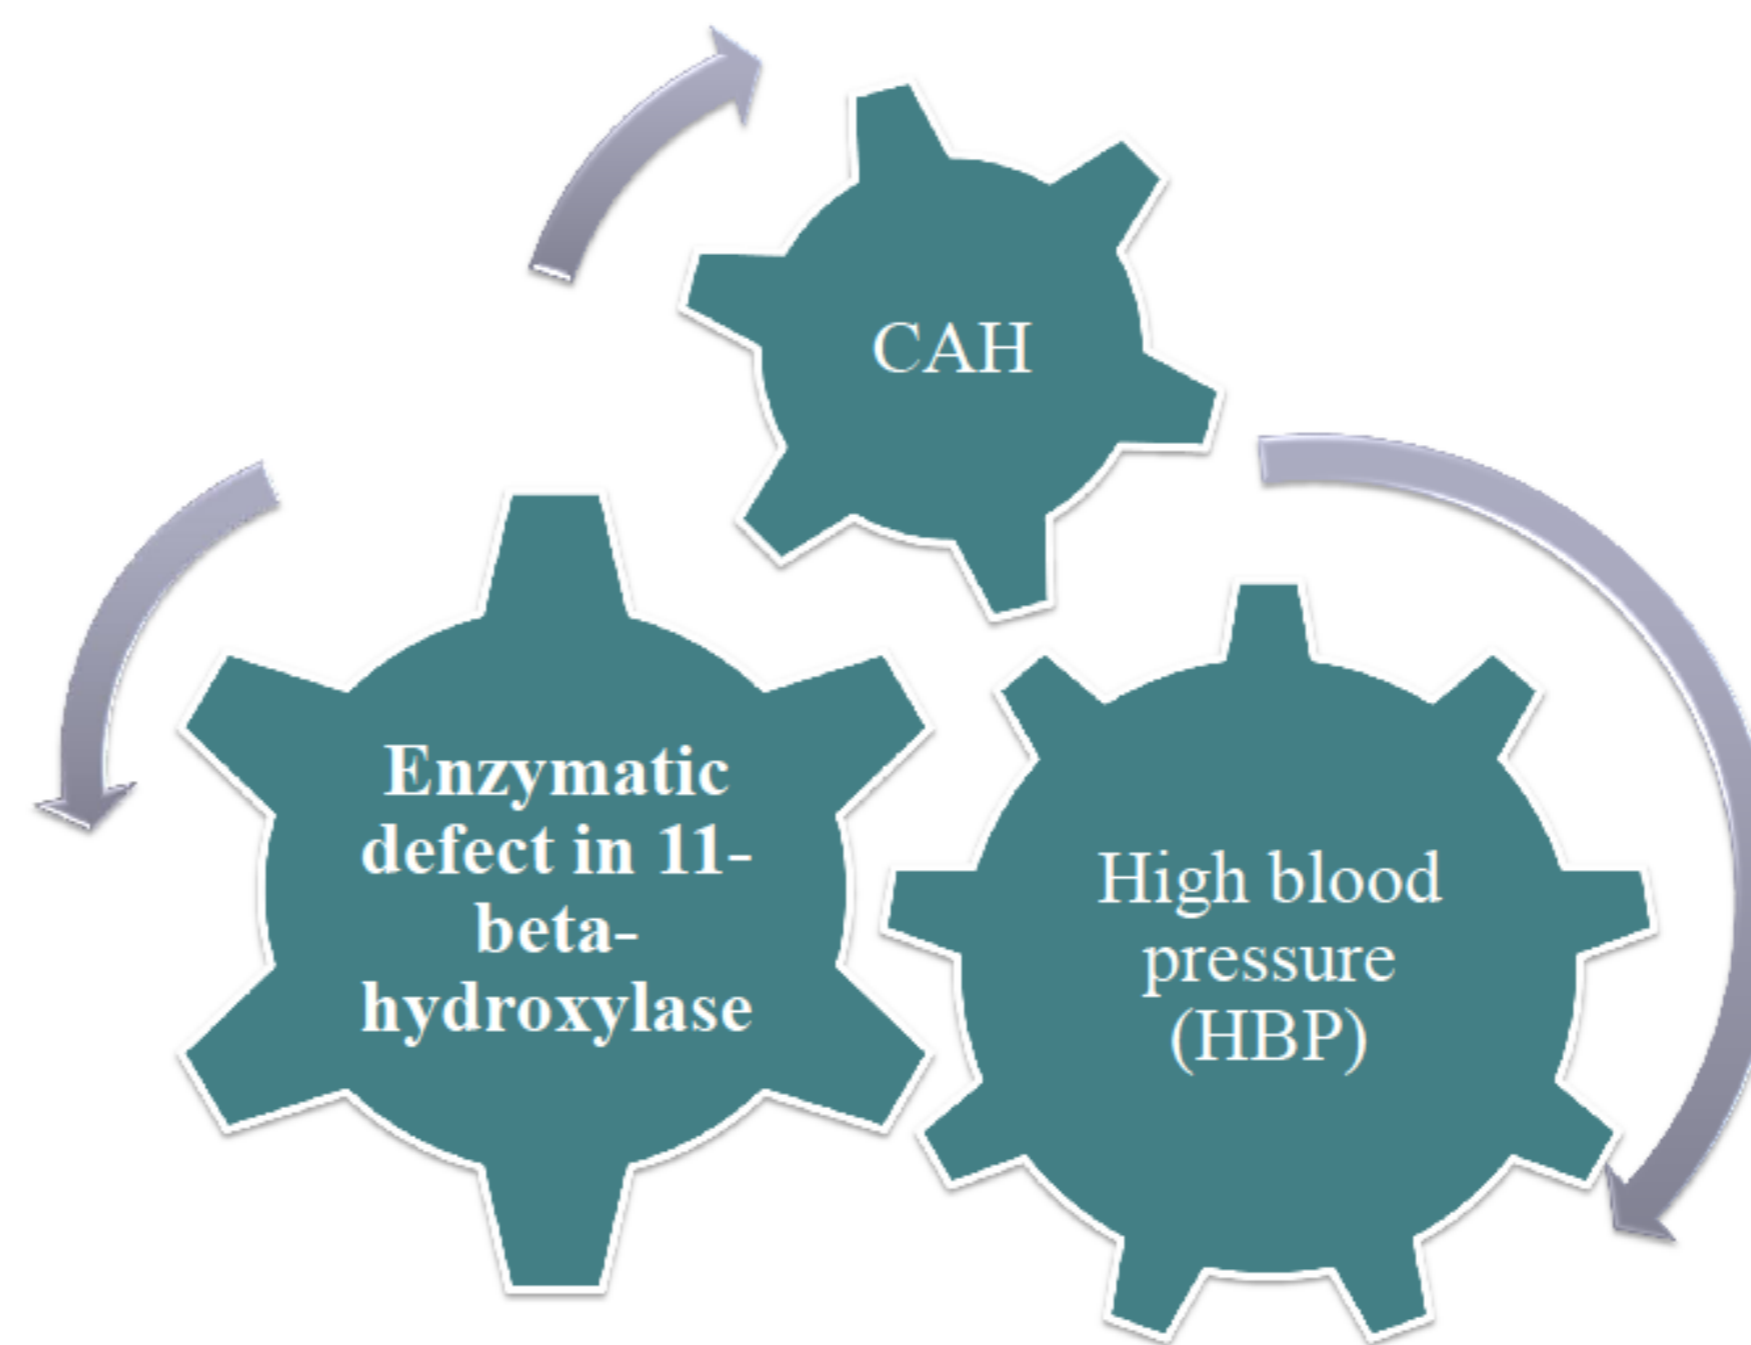 CAH
Enzymatic
defect in 11-
beta-
hydroxylase
High blood
pressure
(HBP)